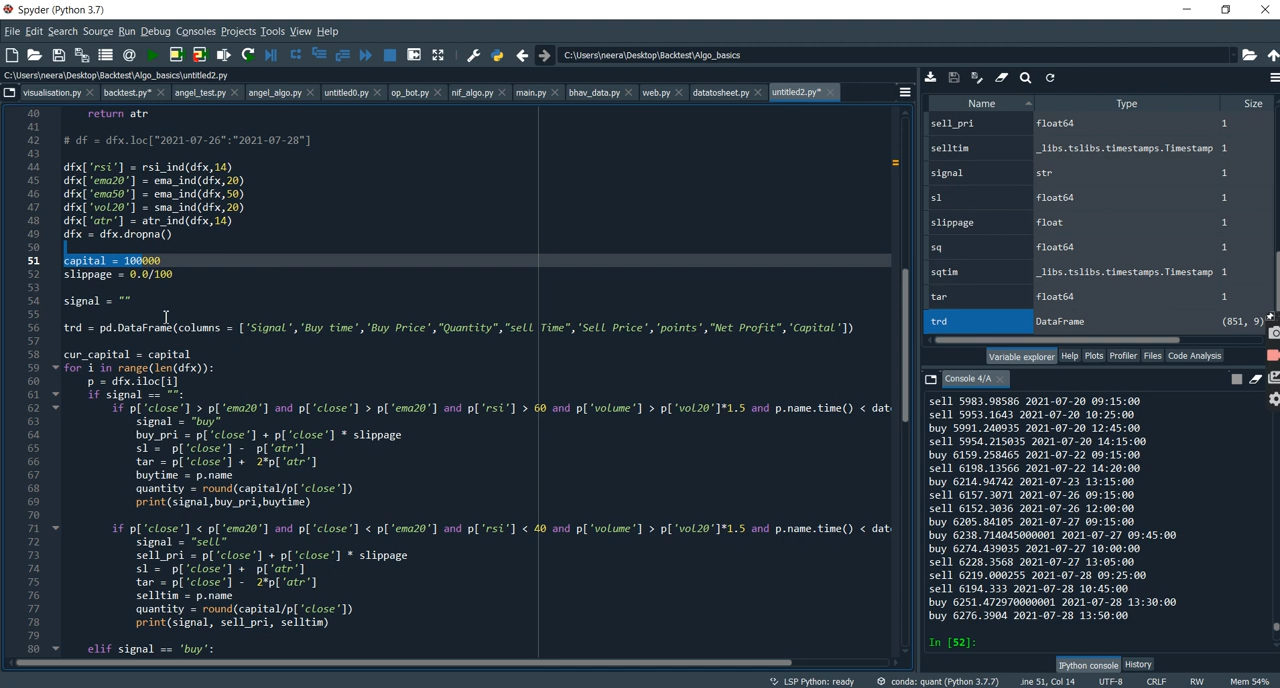 Spyder (Python 3.7)
File Edit Search Source Run Debug Consoles Projects Tools View Help
C:\Users\neera\Desktop\Backtest\Algo_basics
C:\Users\neera\Desktop\Backtest\Algo_basics\untitled2.py
visualisation.py backtest.py* angel_test.py angel_algo.py untitled0.py op_bot.py nif_algo.py main.py bhav_data.py web.py datatosheet.py untitled2.py*
40 return atr
41
42 # df = dfx.loc["2021-07-26":"2021-07-28"]
43
44 dfx['rsi'] = rsi_ind(dfx,14)
45 dfx['ema20'] = ema_ind(dfx,20)
46 dfx['ema50'] = ema_ind(dfx,50)
47 dfx['vol20'] = sma_ind(dfx,20)
48 dfx['atr'] = atr_ind(dfx,14)
49 dfx = dfx.dropna()
50
51 capital = 100000
52 slippage = 0.0/100
53
54 signal = ""
55
56 trd = pd.DataFrame(columns = ['Signal','Buy time','Buy Price',"Quantity","sell Time",'Sell Price','points',"Net Profit",'Capital'])
57
58 cur_capital = capital
59 for i in range(len(dfx)):
60 p = dfx.iloc[i]
61 if signal == "":
62 if p['close'] > p['ema20'] and p['close'] > p['ema20'] and p['rsi'] > 60 and p['volume'] > p['vol20']*1.5 and p.name.time() < dat
63 signal = "buy"
64 buy_pri = p['close'] + p['close'] * slippage
65 sl = p['close'] - p['atr']
66 tar = p['close'] + 2*p['atr']
67 buytime = p.name
68 quantity = round(capital/p['close'])
69 print(signal,buy_pri,buytime)
70
71 if p['close'] < p['ema20'] and p['close'] < p['ema20'] and p['rsi'] < 40 and p['volume'] > p['vol20']*1.5 and p.name.time() < dat
72 signal = "sell"
73 sell_pri = p['close'] + p['close'] * slippage
74 sl = p['close'] + p['atr']
75 tar = p['close'] - 2*p['atr']
76 selltim = p.name
77 quantity = round(capital/p['close'])
78 print(signal, sell_pri, selltim)
79
80 elif signal == 'buy':
Name Type Size
sell_pri float64 1
selltim _libs.tslibs.timestamps.Timestamp 1
signal str 1
sl float64 1
slippage float 1
sq float64 1
sqtim _libs.tslibs.timestamps.Timestamp 1
tar float64 1
trd DataFrame (851, 9)
Variable explorer Help Plots Profiler Files Code Analysis
Console 4/A
sell 5983.98586 2021-07-20 09:15:00
sell 5953.1643 2021-07-20 10:25:00
buy 5991.240935 2021-07-20 12:45:00
sell 5954.215035 2021-07-20 14:15:00
buy 6159.258465 2021-07-22 09:15:00
sell 6198.13566 2021-07-22 14:20:00
buy 6214.94742 2021-07-23 13:15:00
sell 6157.3071 2021-07-26 09:15:00
sell 6152.3036 2021-07-26 12:00:00
buy 6205.84105 2021-07-27 09:15:00
buy 6238.714045000001 2021-07-27 09:45:00
buy 6274.439035 2021-07-27 10:00:00
sell 6228.3568 2021-07-27 13:05:00
sell 6219.000255 2021-07-28 09:25:00
sell 6194.333 2021-07-28 10:45:00
buy 6251.472970000001 2021-07-28 13:30:00
buy 6276.3904 2021-07-28 13:50:00
In [52]:
IPython console History
LSP Python: ready conda: quant (Python 3.7.7) Line 51, Col 14 UTF-8 CRLF RW Mem 54%